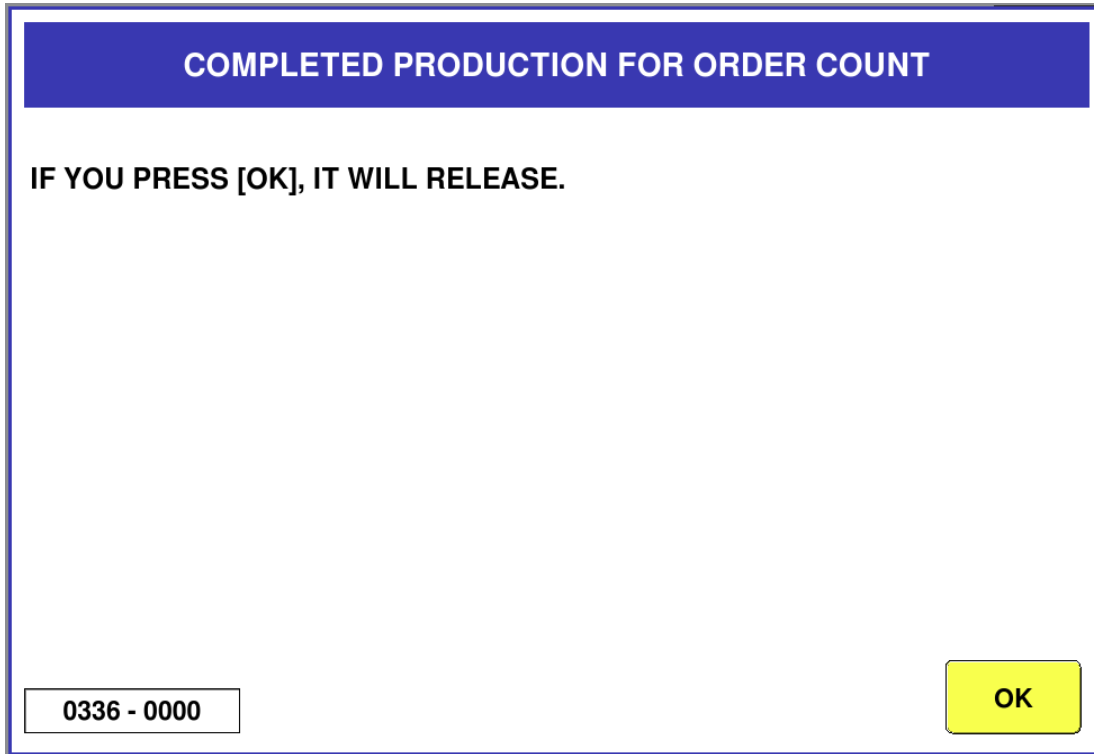 COMPLETED PRODUCTION FOR ORDER COUNT
IF YOU PRESS [OK], IT WILL RELEASE.
0336 - 0000
OK